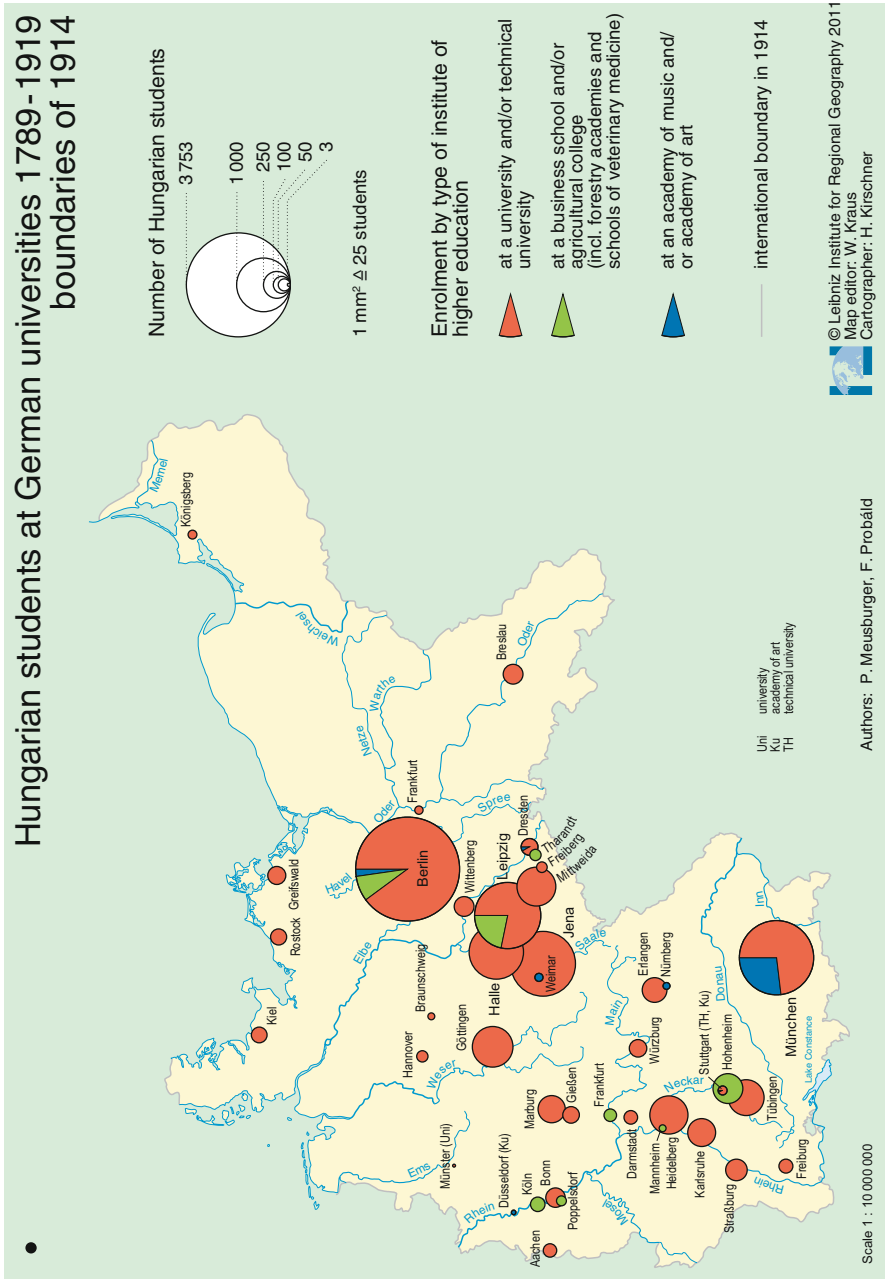 Hungarian students at German universities 1789-1919
boundaries of 1914
Number of Hungarian students
3 753
1 000
250
100
50
3
1 mm² ≙ 25 students
Enrolment by type of institute of
higher education
at a university and/or technical
university
at a business school and/or
agricultural college
(incl. forestry academies and
schools of veterinary medicine)
at an academy of music and/
or academy of art
international boundary in 1914
© Leibniz Institute for Regional Geography 2011
Map editor: W. Kraus
Cartographer: H. Kirschner
Memel
Königsberg
Weichsel
Netze
Warthe
Breslau
Oder
Oder
Frankfurt
Spree
Greifswald
Rostock
Kiel
Havel
Berlin
Elbe
Wittenberg
Leipzig
Dresden
Tharandt
Freiberg
Mittweida
Halle
Jena
Saale
Weimar
Braunschweig
Hannover
Göttingen
Weser
Ems
Münster (Uni)
Düsseldorf (Ku)
Rhein
Köln
Bonn
Poppelsdorf
Aachen
Marburg
Gießen
Frankfurt
Darmstadt
Mosel
Mannheim
Heidelberg
Karlsruhe
Straßburg
Rhein
Freiburg
Main
Würzburg
Erlangen
Nürnberg
Neckar
Stuttgart (TH, Ku)
Hohenheim
Tübingen
Donau
Inn
München
Lake Constance
Uni university
Ku academy of art
TH technical university
Scale 1 : 10 000 000
Authors: P. Meusburger, F. Probáld